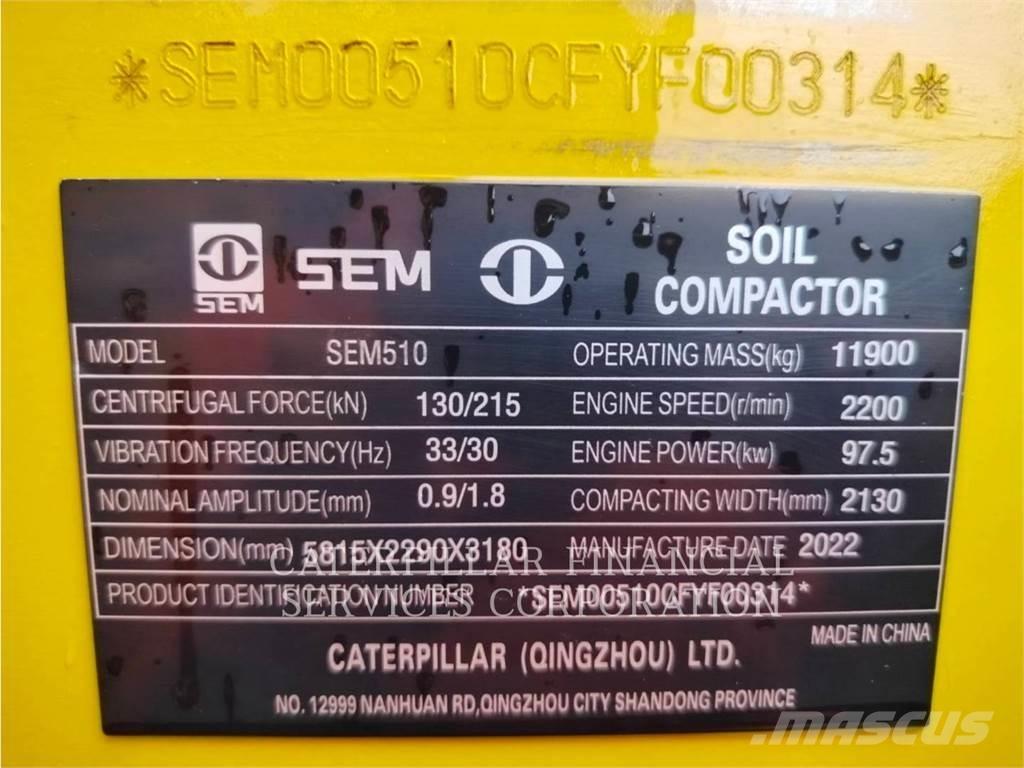 *SEM00510CFYF00314*
SEM
SEM
SOIL
COMPACTOR
MODEL SEM510 OPERATING MASS(kg) 11900
CENTRIFUGAL FORCE(kN) 130/215 ENGINE SPEED(r/min) 2200
VIBRATION FREQUENCY(Hz) 33/30 ENGINE POWER(kw) 97.5
NOMINAL AMPLITUDE(mm) 0.9/1.8 COMPACTING WIDTH(mm) 2130
DIMENSION(mm) 5815X2290X3180 MANUFACTURE DATE 2022
CATERPILLAR FINANCIAL
SERVICES CORPORATION
PRODUCT IDENTIFICATION NUMBER *SEM00510CFYF00314*
MADE IN CHINA
CATERPILLAR (QINGZHOU) LTD.
NO. 12999 NANHUAN RD,QINGZHOU CITY SHANDONG PROVINCE
MASCUS